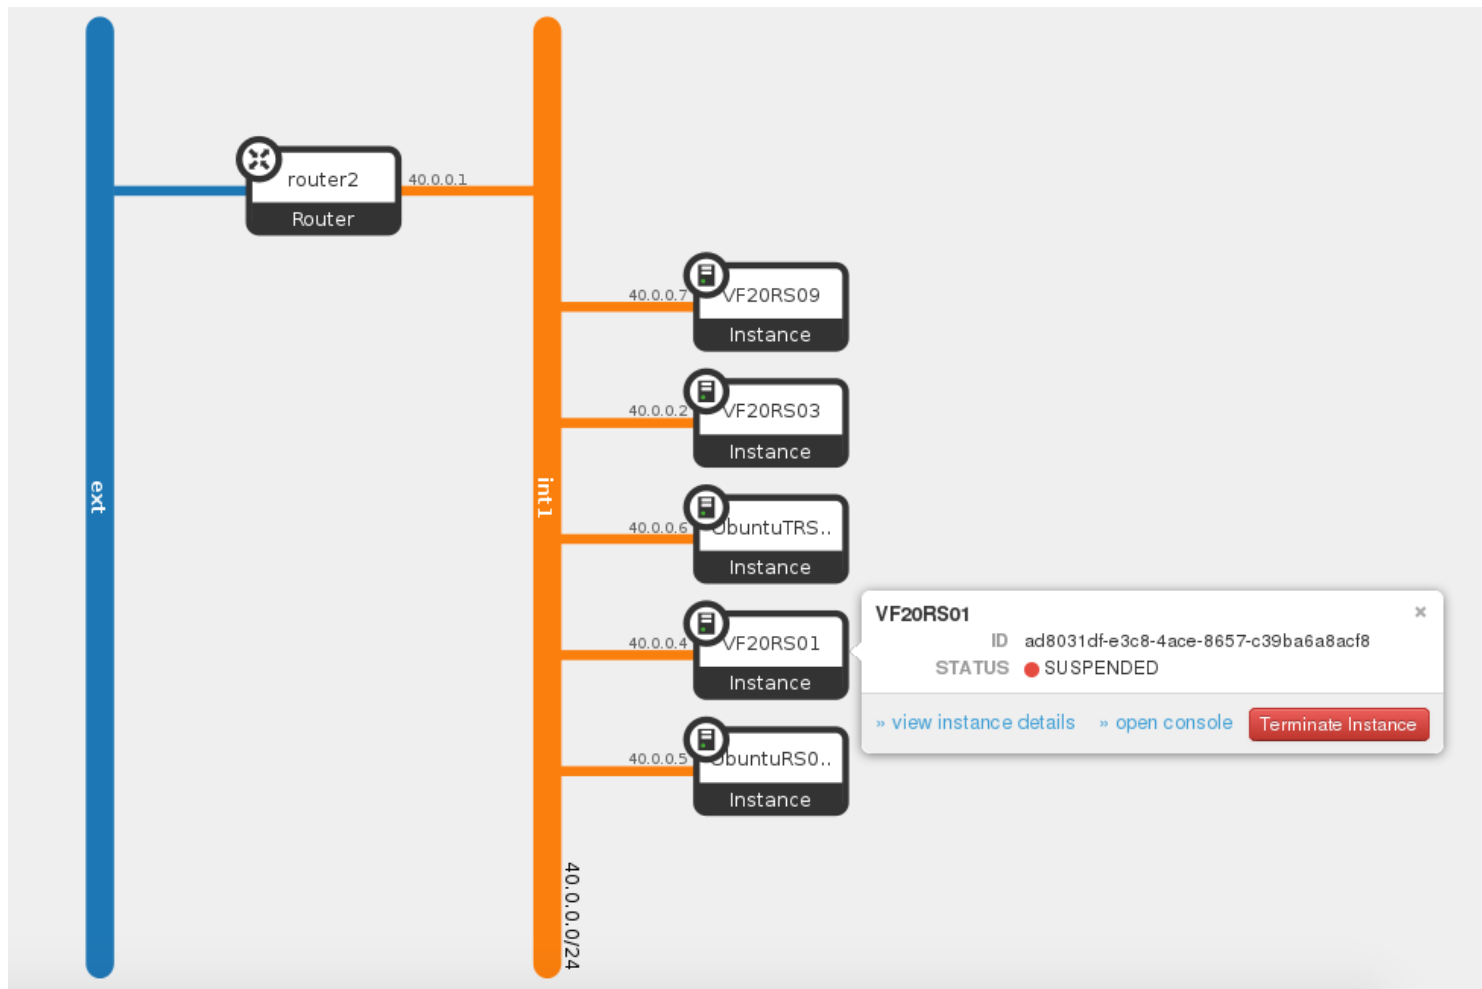 router2
40.0.0.1
Router
40.0.0.7
VF20RS09
Instance
40.0.0.2
VF20RS03
Instance
ext
int1
40.0.0.6
UbuntuTRS..
Instance
40.0.0.4
VF20RS01
Instance
VF20RS01 ×
ID ad8031df-e3c8-4ace-8657-c39ba6a8acf8
STATUS SUSPENDED
» view instance details » open console Terminate Instance
40.0.0.5
UbuntuRS0..
Instance
40.0.0.0/24